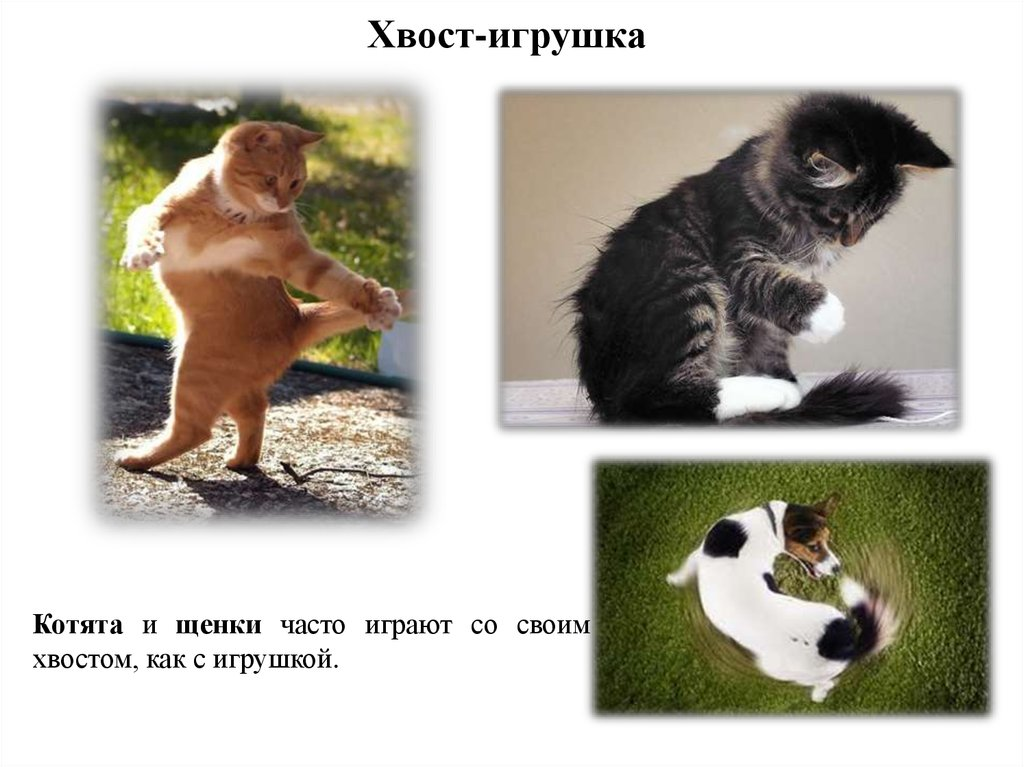 Хвост-игрушка
Котята и щенки часто играют со своим
хвостом, как с игрушкой.